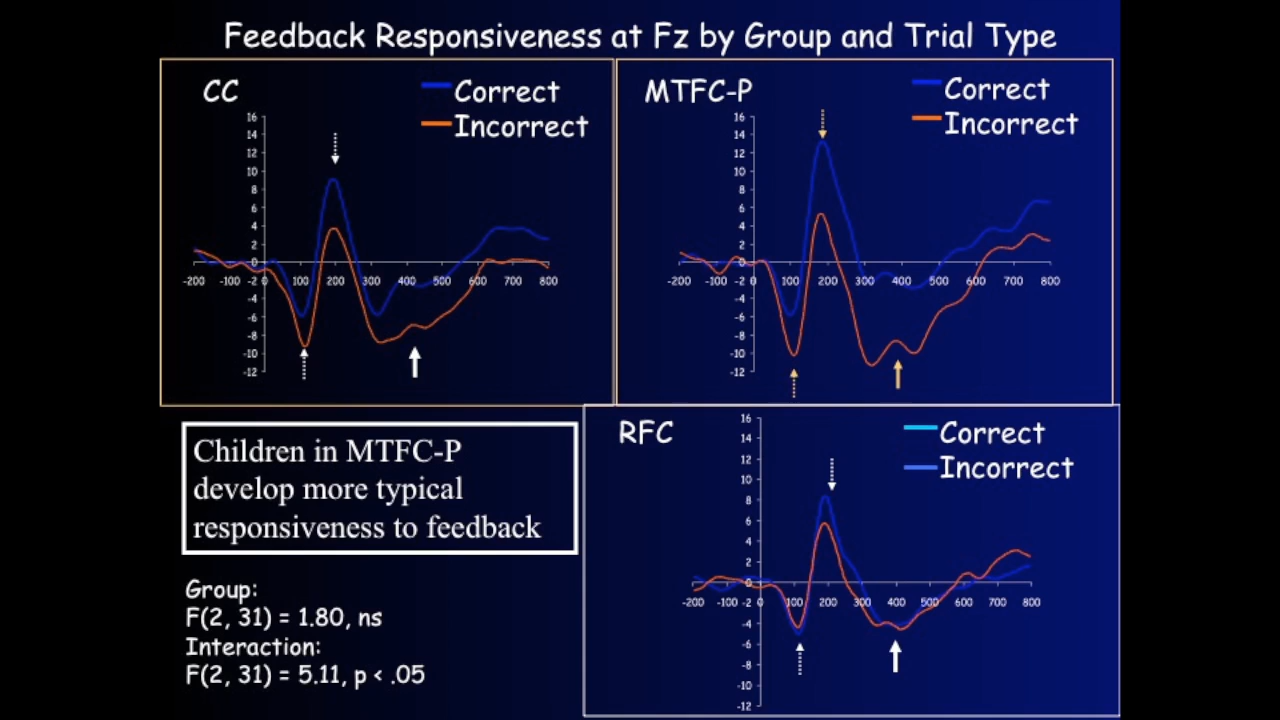 Feedback Responsiveness at Fz by Group and Trial Type
CC
Correct
Incorrect
16
14
12
10
8
6
4
2
0
-2
-4
-6
-8
-10
-12
-200 -100 0 100 200 300 400 500 600 700 800
MTFC-P
Correct
Incorrect
16
14
12
10
8
6
4
2
0
-2
-4
-6
-8
-10
-12
-200 -100 0 100 200 300 400 500 600 700 800
Children in MTFC-P
develop more typical
responsiveness to feedback
Group:
F(2, 31) = 1.80, ns
Interaction:
F(2, 31) = 5.11, p < .05
RFC
Correct
Incorrect
16
14
12
10
8
6
4
2
0
-2
-4
-6
-8
-10
-12
-200 -100 0 100 200 300 400 500 600 700 800